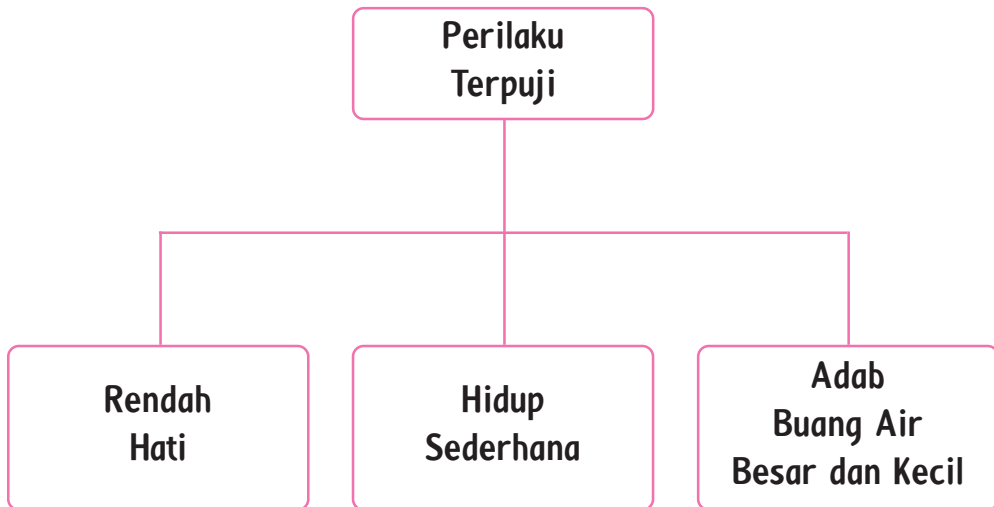 Perilaku
Terpuji
Rendah
Hati
Hidup
Sederhana
Adab
Buang Air
Besar dan Kecil